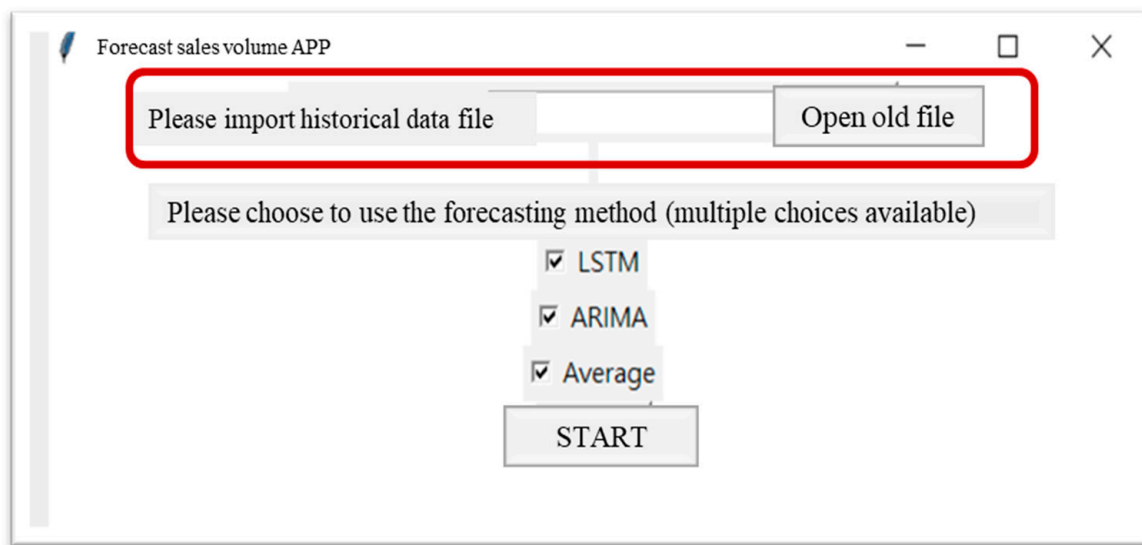 Forecast sales volume APP
Please import historical data file
Open old file
Please choose to use the forecasting method (multiple choices available)
LSTM
ARIMA
Average
START